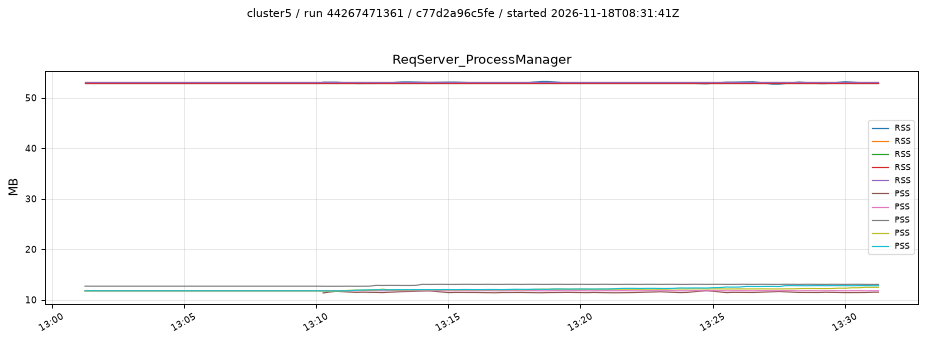 cluster5 / run 44267471361 / c77d2a96c5fe / started 2026-11-18T08:31:41Z
ReqServer_ProcessManager
MB
50
40
30
20
10
RSS
RSS
RSS
RSS
RSS
PSS
PSS
PSS
PSS
PSS
13:00
13:05
13:10
13:15
13:20
13:25
13:30